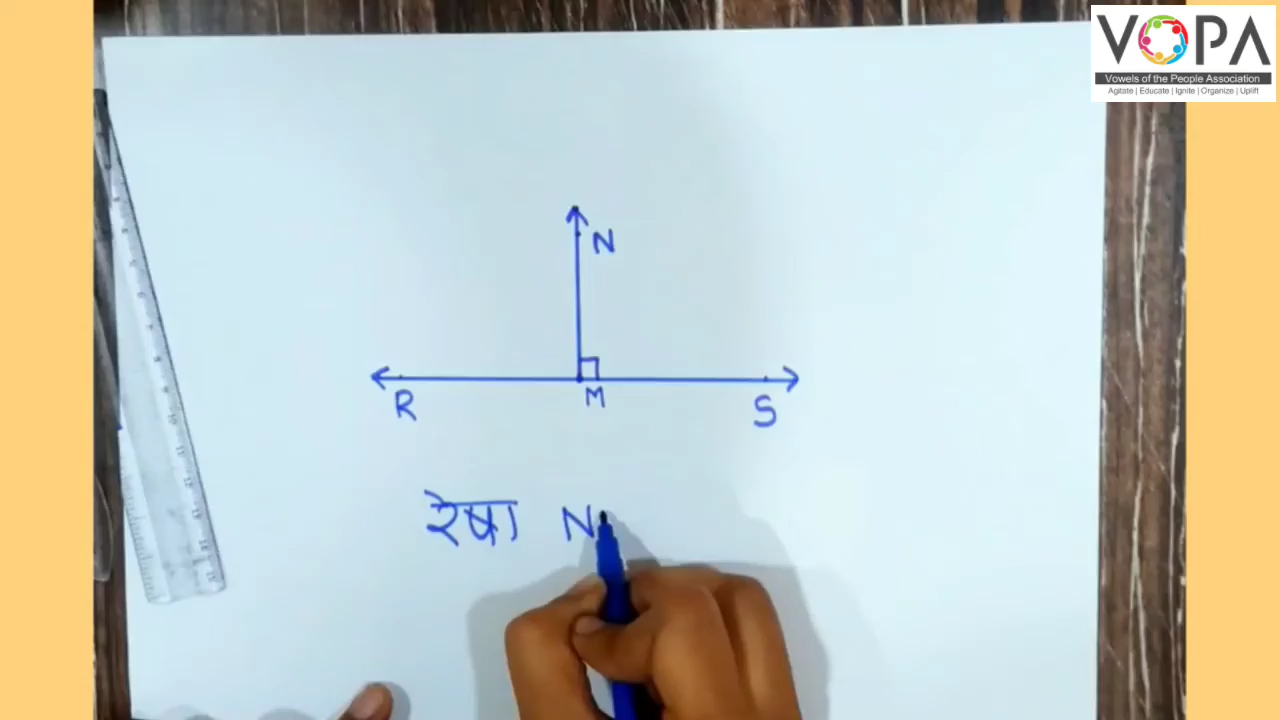 VOPA
Vowels of the People Association
Agitate | Educate | Ignite | Organize | Uplift
N
R
M
S
रेषा N